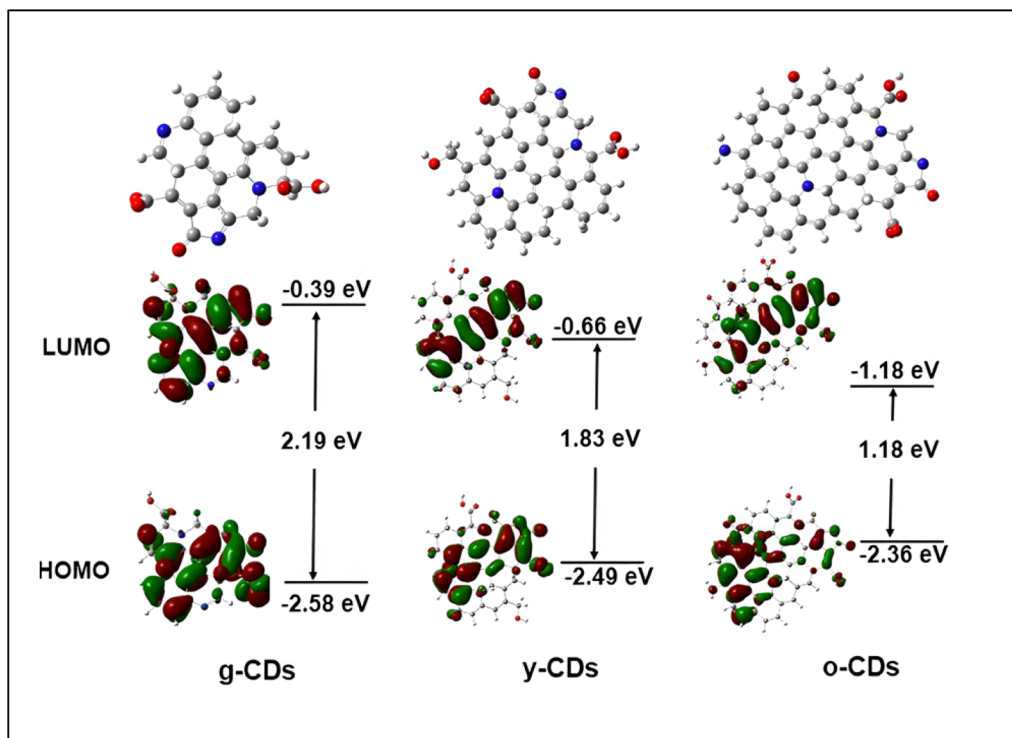 -0.39 eV
-0.66 eV
LUMO
-1.18 eV
2.19 eV
1.83 eV
1.18 eV
HOMO
-2.58 eV
-2.49 eV
-2.36 eV
g-CDs
y-CDs
o-CDs